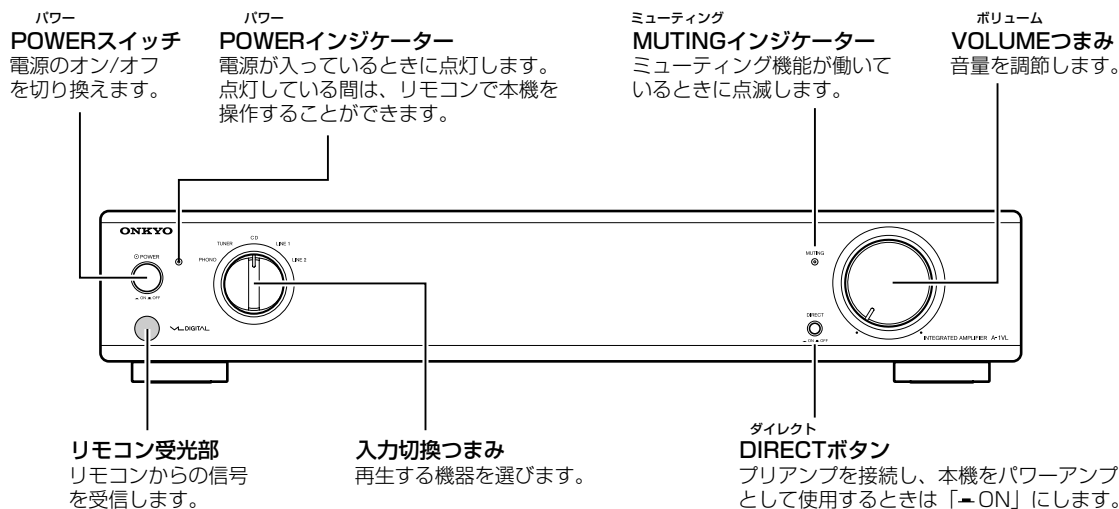 パワー
POWERスイッチ
電源のオン/オフ
を切り換えます。
パワー
POWERインジケーター
電源が入っているときに点灯します。
点灯している間は、リモコンで本機を
操作することができます。
ミューティング
MUTINGインジケーター
ミューティング機能が働いて
いるときに点滅します。
ボリューム
VOLUMEつまみ
音量を調節します。
ONKYO
POWER
ON OFF
PHONO
TUNER
CD
LINE 1
LINE 2
DIGITAL
MUTING
DIRECT
ON OFF
INTEGRATED AMPLIFIER A-1VL
リモコン受光部
リモコンからの信号
を受信します。
入力切換つまみ
再生する機器を選びます。
ダイレクト
DIRECTボタン
プリアンプを接続し、本機をパワーアンプ
として使用するときは「 ON」にします。